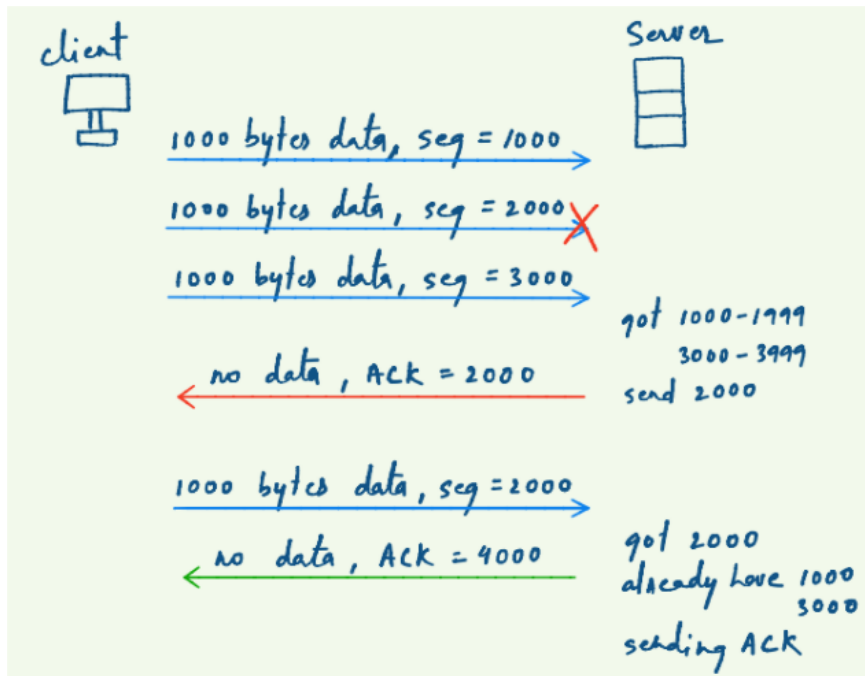 client
Server
1000 bytes data, seq = 1000
1000 bytes data, seq = 2000
1000 bytes data, seq = 3000
got 1000-1999
3000-3999
send 2000
no data, ACK = 2000
1000 bytes data, seq = 2000
no data, ACK = 4000
got 2000
already have 1000
3000
sending ACK